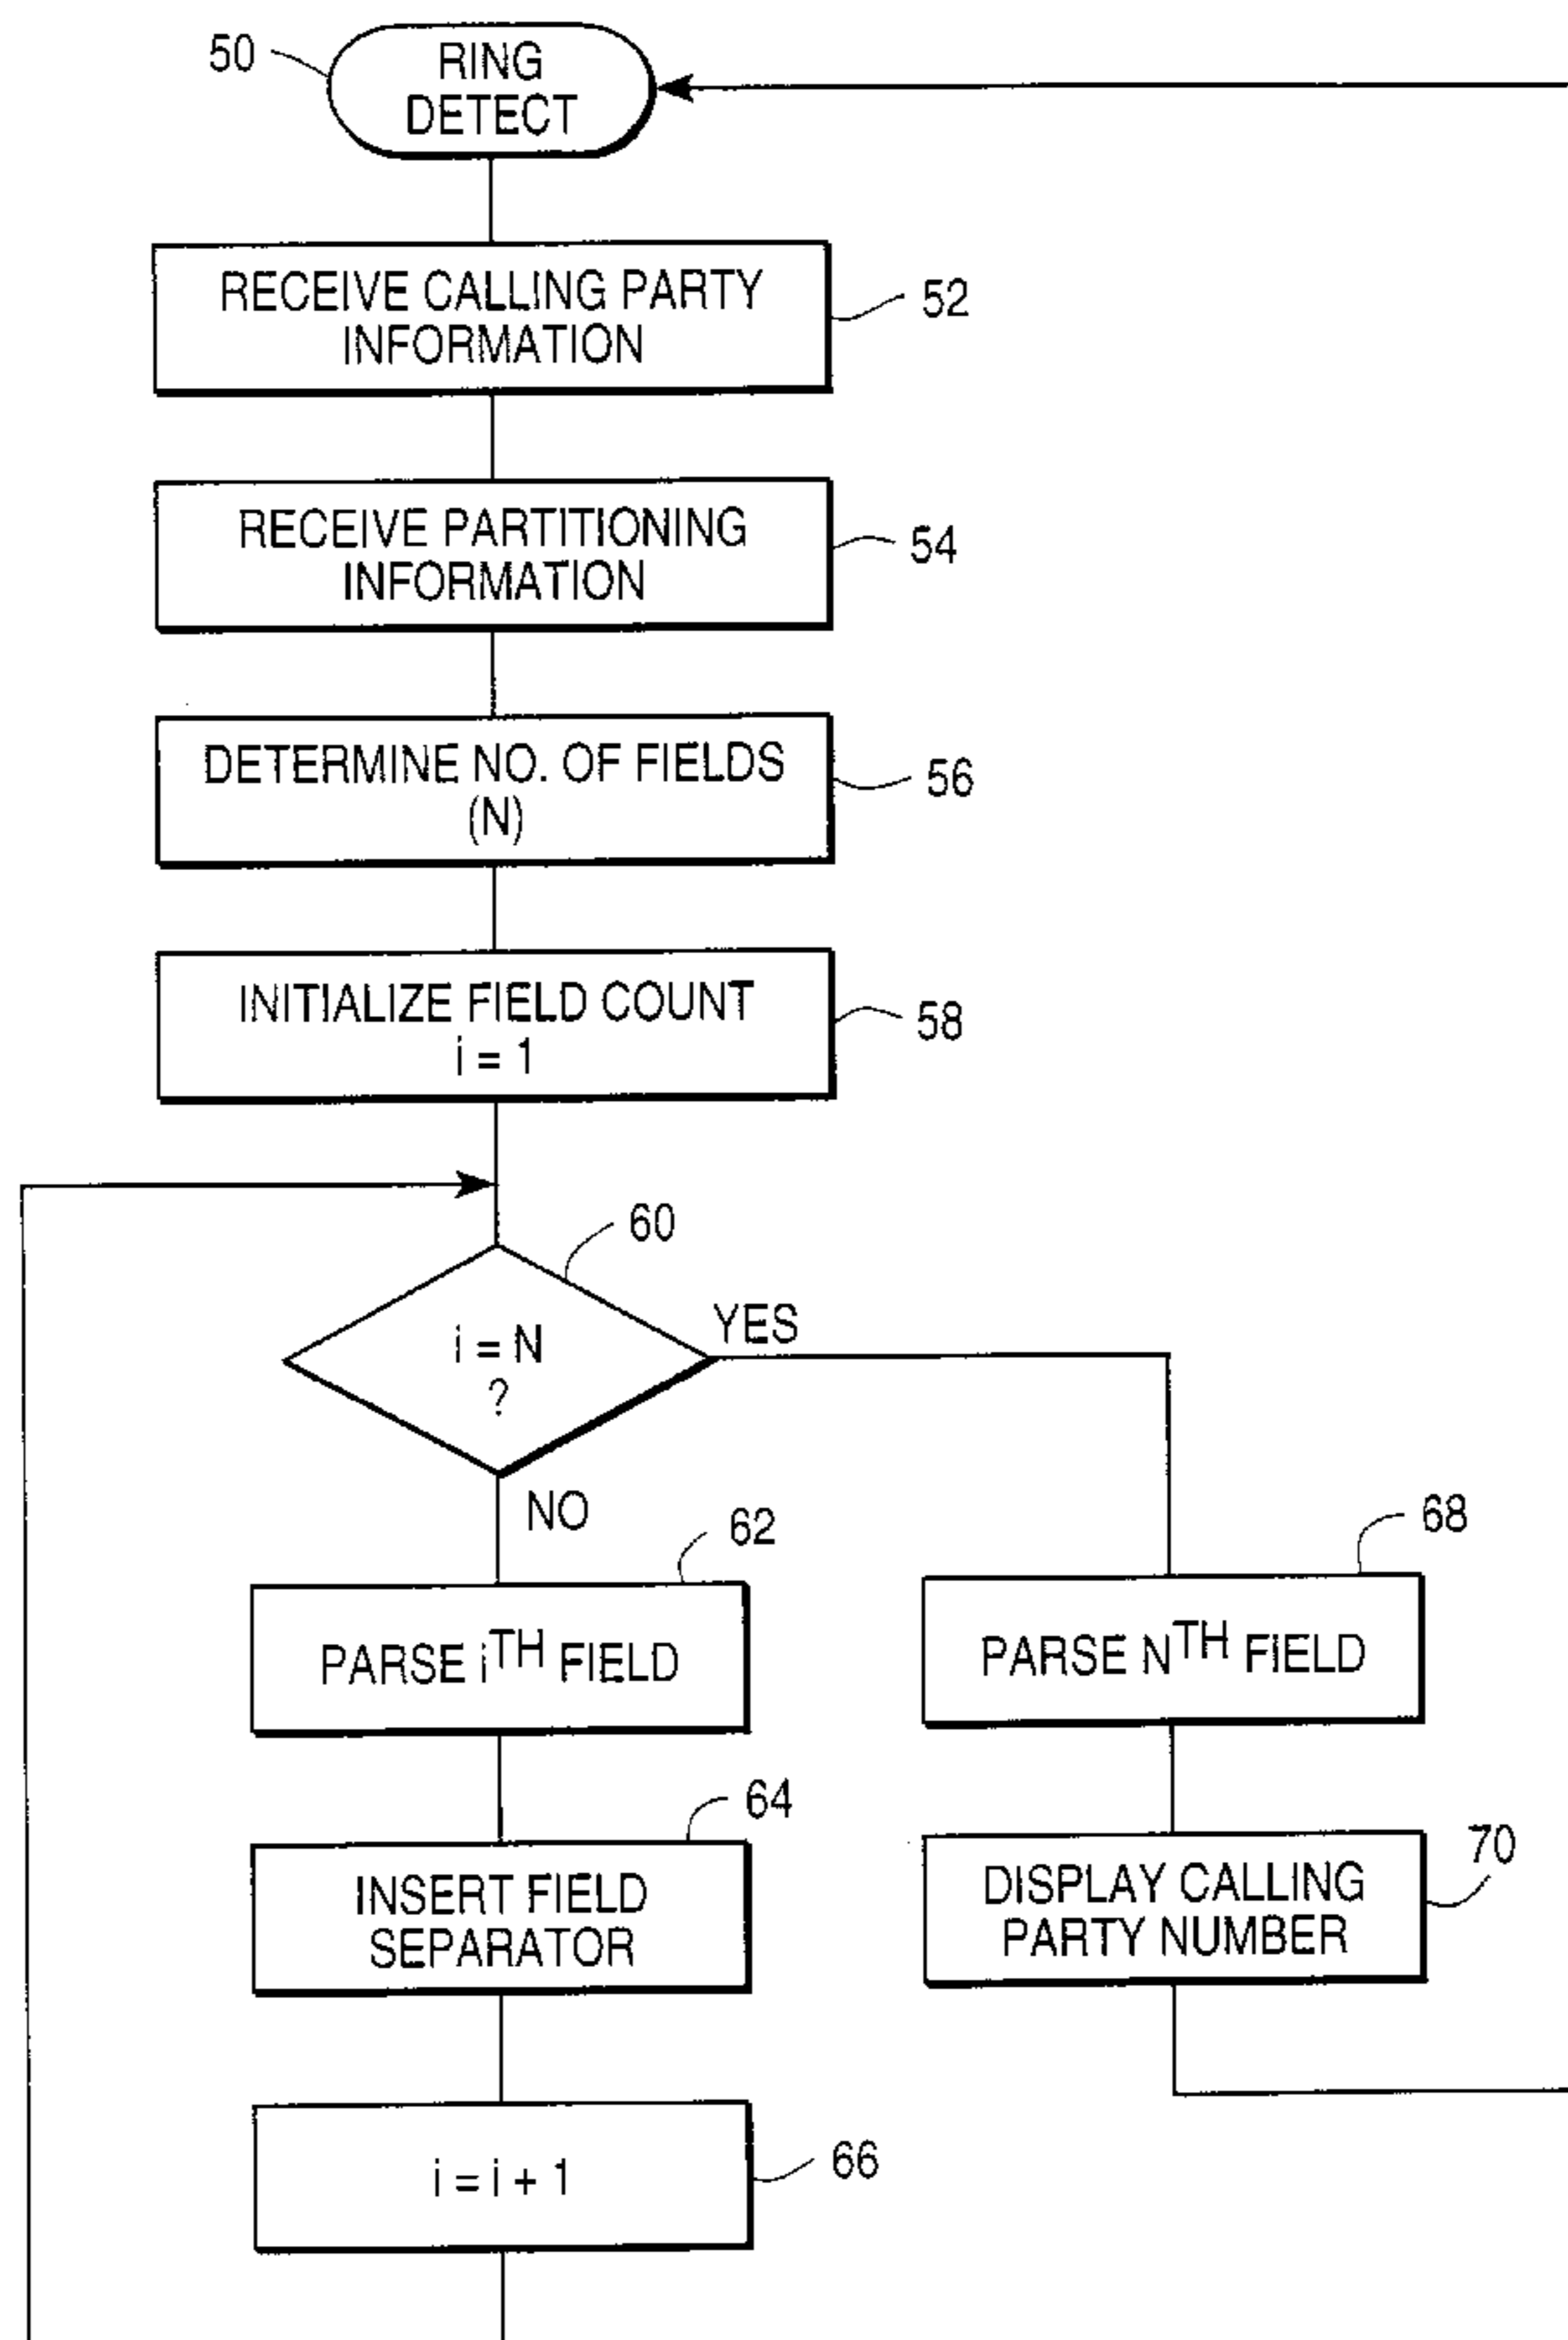 50
RING
DETECT
RECEIVE CALLING PARTY
INFORMATION
52
RECEIVE PARTITIONING
INFORMATION
54
DETERMINE NO. OF FIELDS
(N)
56
INITIALIZE FIELD COUNT
i = 1
58
60
i = N
?
YES
NO
62
PARSE iTH FIELD
64
INSERT FIELD
SEPARATOR
i = i + 1
66
68
PARSE NTH FIELD
70
DISPLAY CALLING
PARTY NUMBER